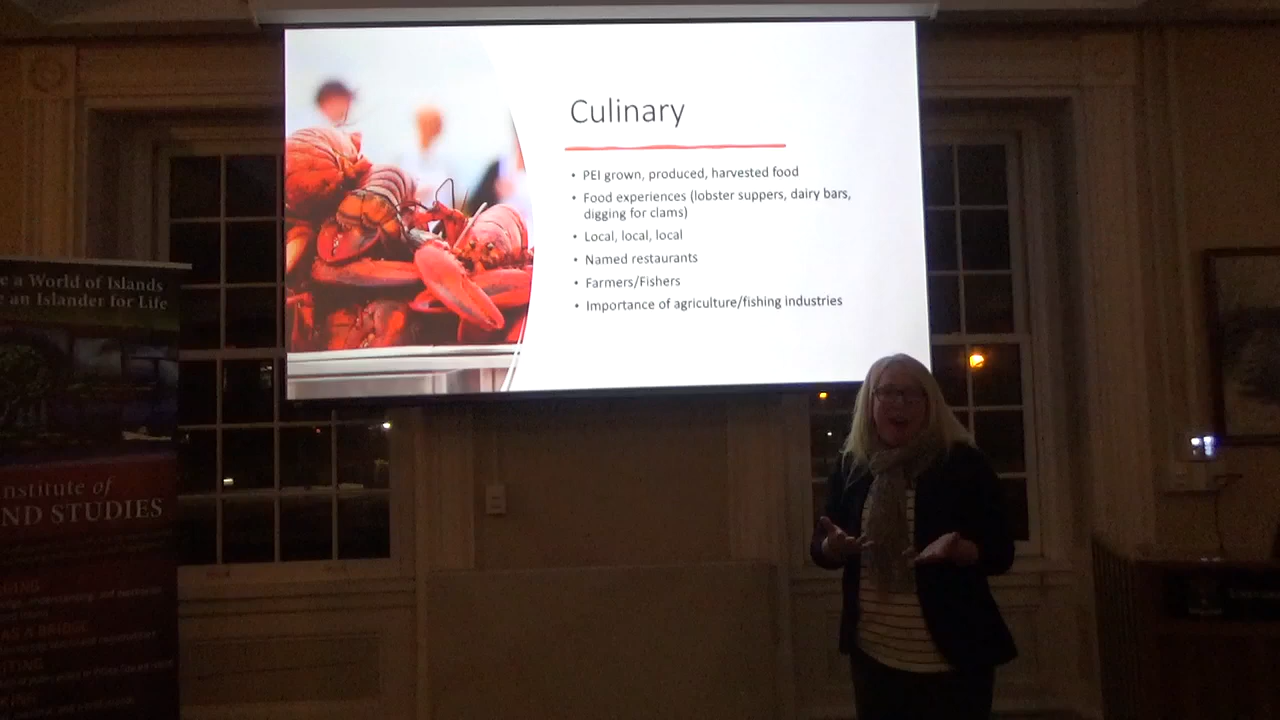 Culinary
• PEI grown, produced, harvested food
• Food experiences (lobster suppers, dairy bars,
digging for clams)
• Local, local, local
• Named restaurants
• Farmers/Fishers
• Importance of agriculture/fishing industries
e a World of Islands
e an Islander for Life
nstitute of
ND STUDIES
AS A BRIDGE